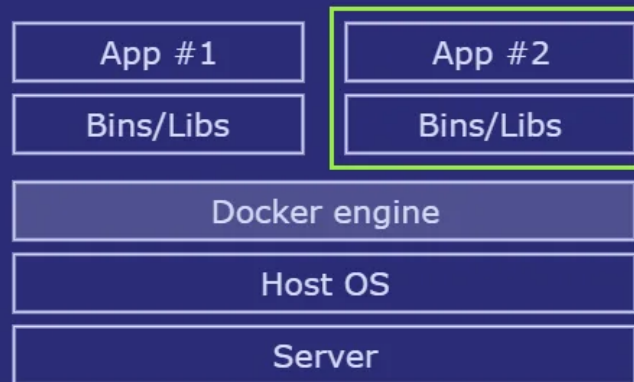 App #1 App #2
Bins/Libs Bins/Libs
Docker engine
Host OS
Server